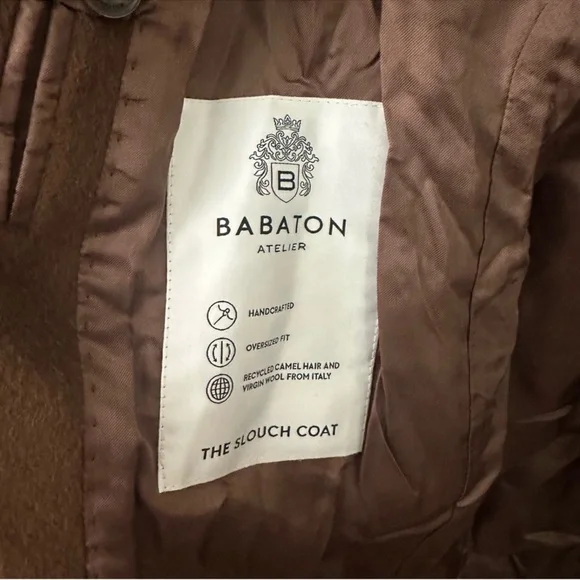 B
BABATON
ATELIER
HANDCRAFTED
OVERSIZED FIT
RECYCLED CAMEL HAIR AND
VIRGIN WOOL FROM ITALY
THE SLOUCH COAT